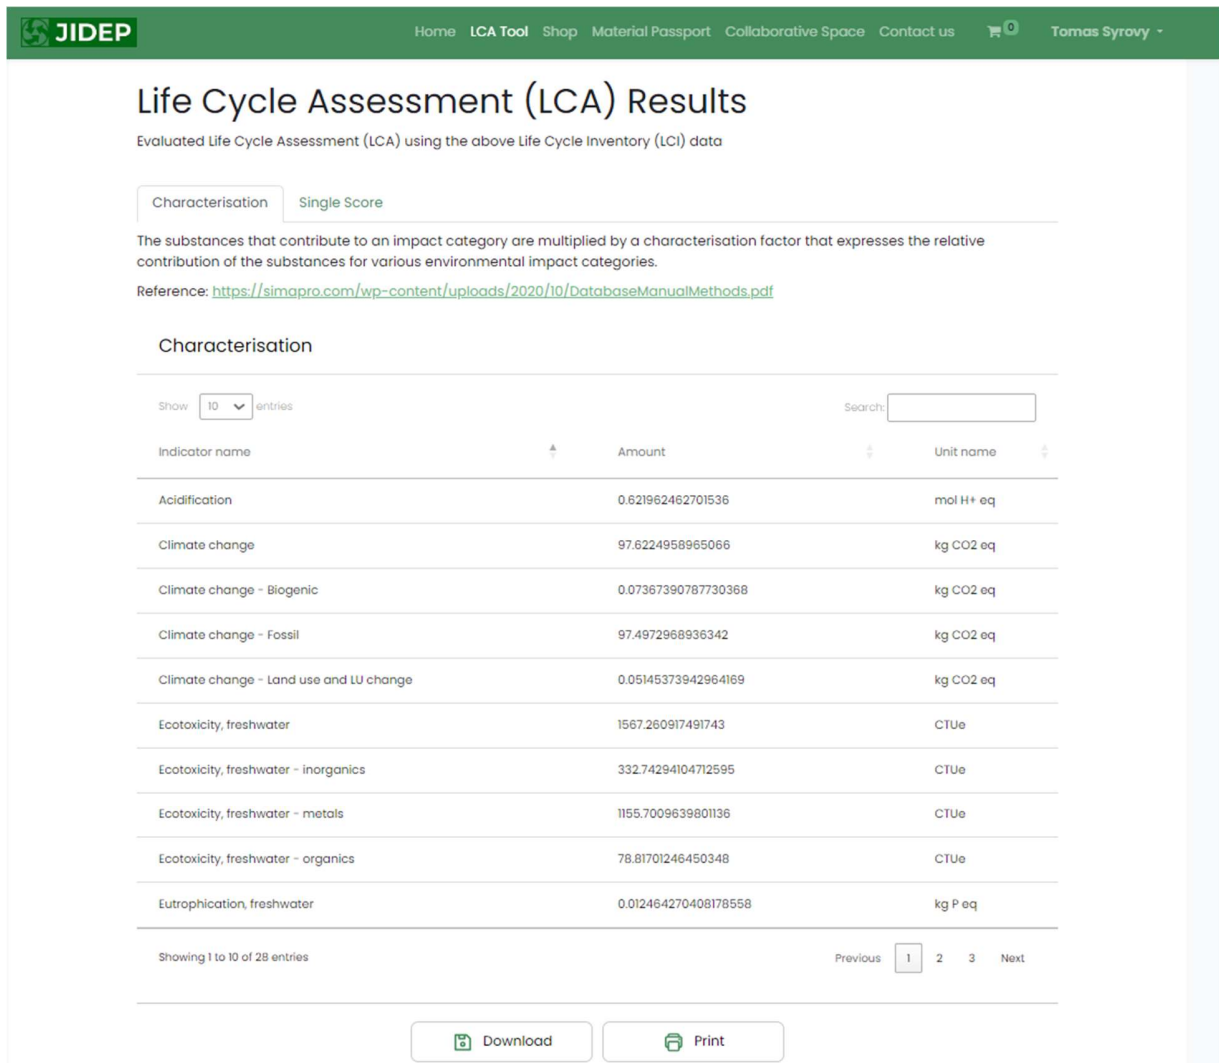 JIDEP
Home LCA Tool Shop Material Passport Collaborative Space Contact us 0 Tomas Syrovy
Life Cycle Assessment (LCA) Results
Evaluated Life Cycle Assessment (LCA) using the above Life Cycle Inventory (LCI) data
Characterisation Single Score
The substances that contribute to an impact category are multiplied by a characterisation factor that expresses the relative
contribution of the substances for various environmental impact categories.
Reference: https://simapro.com/wp-content/uploads/2020/10/DatabaseManualMethods.pdf
Characterisation
Show 10 entries Search:
Indicator name Amount Unit name
Acidification 0.621962462701536 mol H+ eq
Climate change 97.6224958965066 kg CO2 eq
Climate change - Biogenic 0.07367390787730368 kg CO2 eq
Climate change - Fossil 97.4972968936342 kg CO2 eq
Climate change - Land use and LU change 0.05145373942964169 kg CO2 eq
Ecotoxicity, freshwater 1567.260917491743 CTUe
Ecotoxicity, freshwater - inorganics 332.74294104712595 CTUe
Ecotoxicity, freshwater - metals 1155.7009639801136 CTUe
Ecotoxicity, freshwater - organics 78.81701246450348 CTUe
Eutrophication, freshwater 0.012464270408178558 kg P eq
Showing 1 to 10 of 28 entries Previous 1 2 3 Next
Download Print